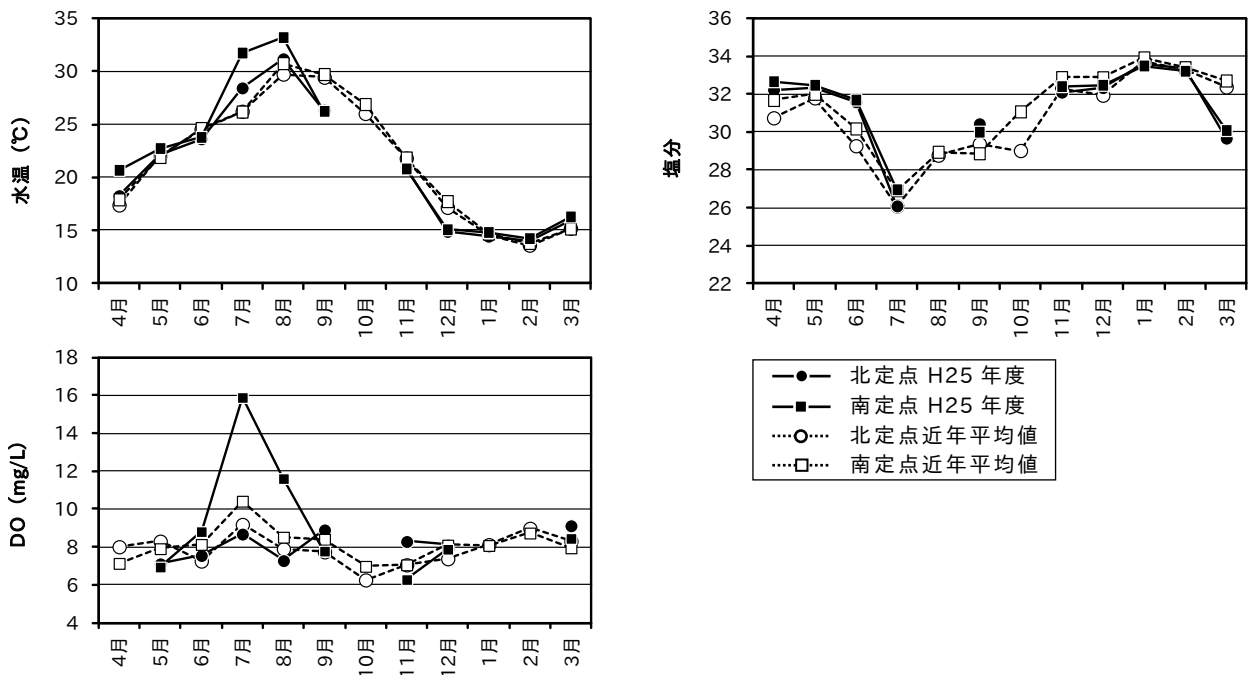 35
30
25
20
15
10
水温 (℃)
4月 5月 6月 7月 8月 9月 10月 11月 12月 1月 2月 3月
36
34
32
30
28
26
24
22
塩分
4月 5月 6月 7月 8月 9月 10月 11月 12月 1月 2月 3月
18
16
14
12
10
8
6
4
DO (mg/L)
4月 5月 6月 7月 8月 9月 10月 11月 12月 1月 2月 3月
北定点 H25 年度
南定点 H25 年度
北定点近年平均値
南定点近年平均値